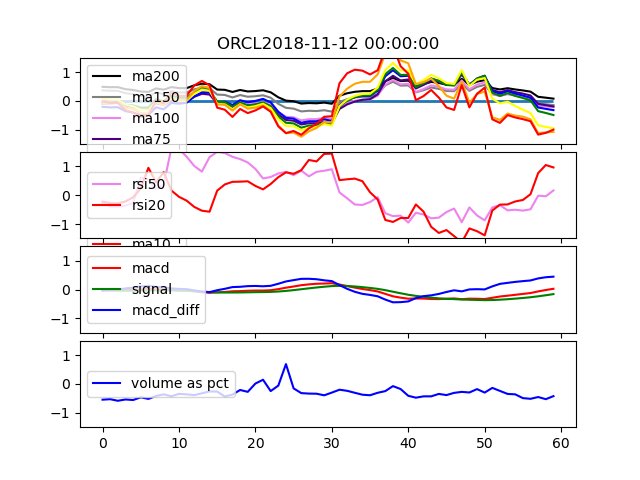 ORCL2018-11-12 00:00:00
1
0
−1
ma200
ma150
ma100
ma75
1
0
−1
rsi50
rsi20
ma10
1
0
−1
macd
signal
macd_diff
1
0
−1
volume as pct
0 10 20 30 40 50 60